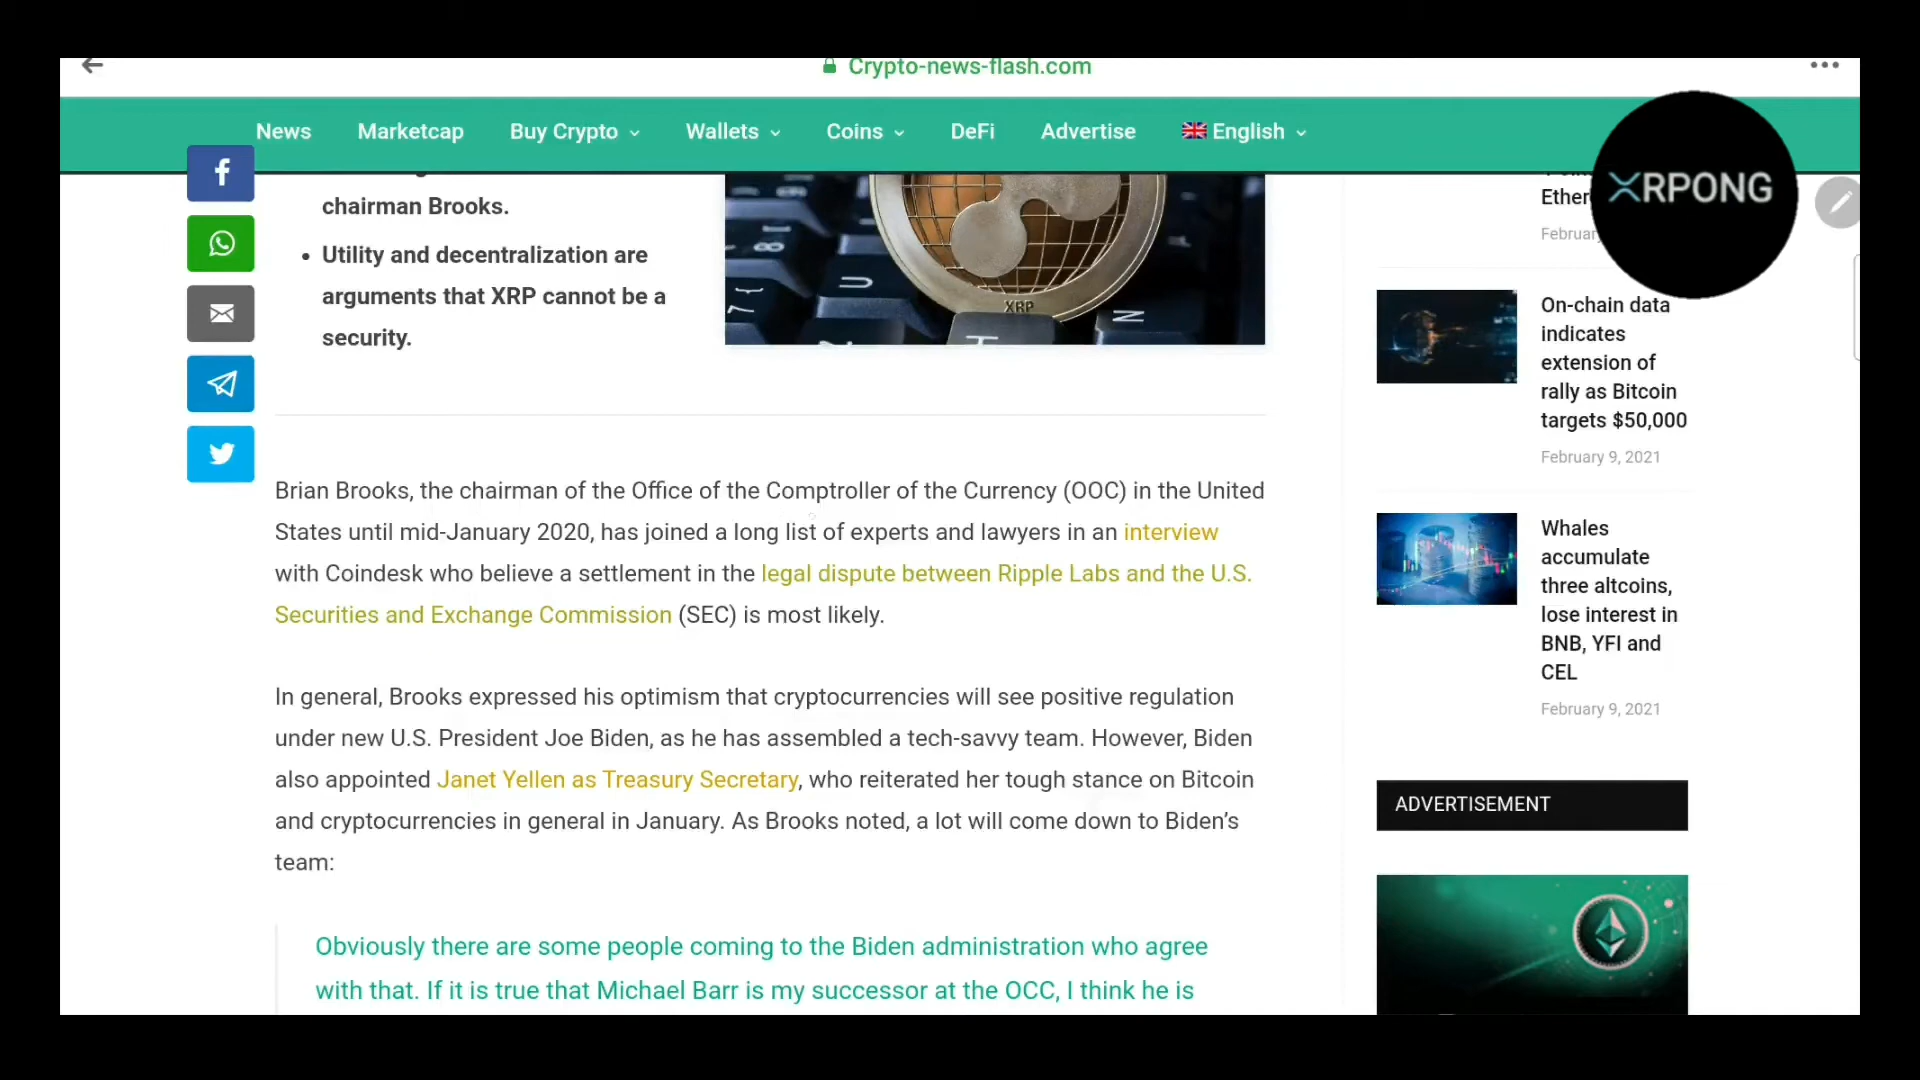 Crypto-news-flash.com
News Marketcap Buy Crypto Wallets Coins DeFi Advertise English
XRPONG
chairman Brooks.
• Utility and decentralization are
arguments that XRP cannot be a
security.
XRP
Brian Brooks, the chairman of the Office of the Comptroller of the Currency (OOC) in the United
States until mid-January 2020, has joined a long list of experts and lawyers in an interview
with Coindesk who believe a settlement in the legal dispute between Ripple Labs and the U.S.
Securities and Exchange Commission (SEC) is most likely.
In general, Brooks expressed his optimism that cryptocurrencies will see positive regulation
under new U.S. President Joe Biden, as he has assembled a tech-savvy team. However, Biden
also appointed Janet Yellen as Treasury Secretary, who reiterated her tough stance on Bitcoin
and cryptocurrencies in general in January. As Brooks noted, a lot will come down to Biden’s
team:
Obviously there are some people coming to the Biden administration who agree
with that. If it is true that Michael Barr is my successor at the OCC, I think he is
On-chain data
indicates
extension of
rally as Bitcoin
targets $50,000
February 9, 2021
Whales
accumulate
three altcoins,
lose interest in
BNB, YFI and
CEL
February 9, 2021
ADVERTISEMENT